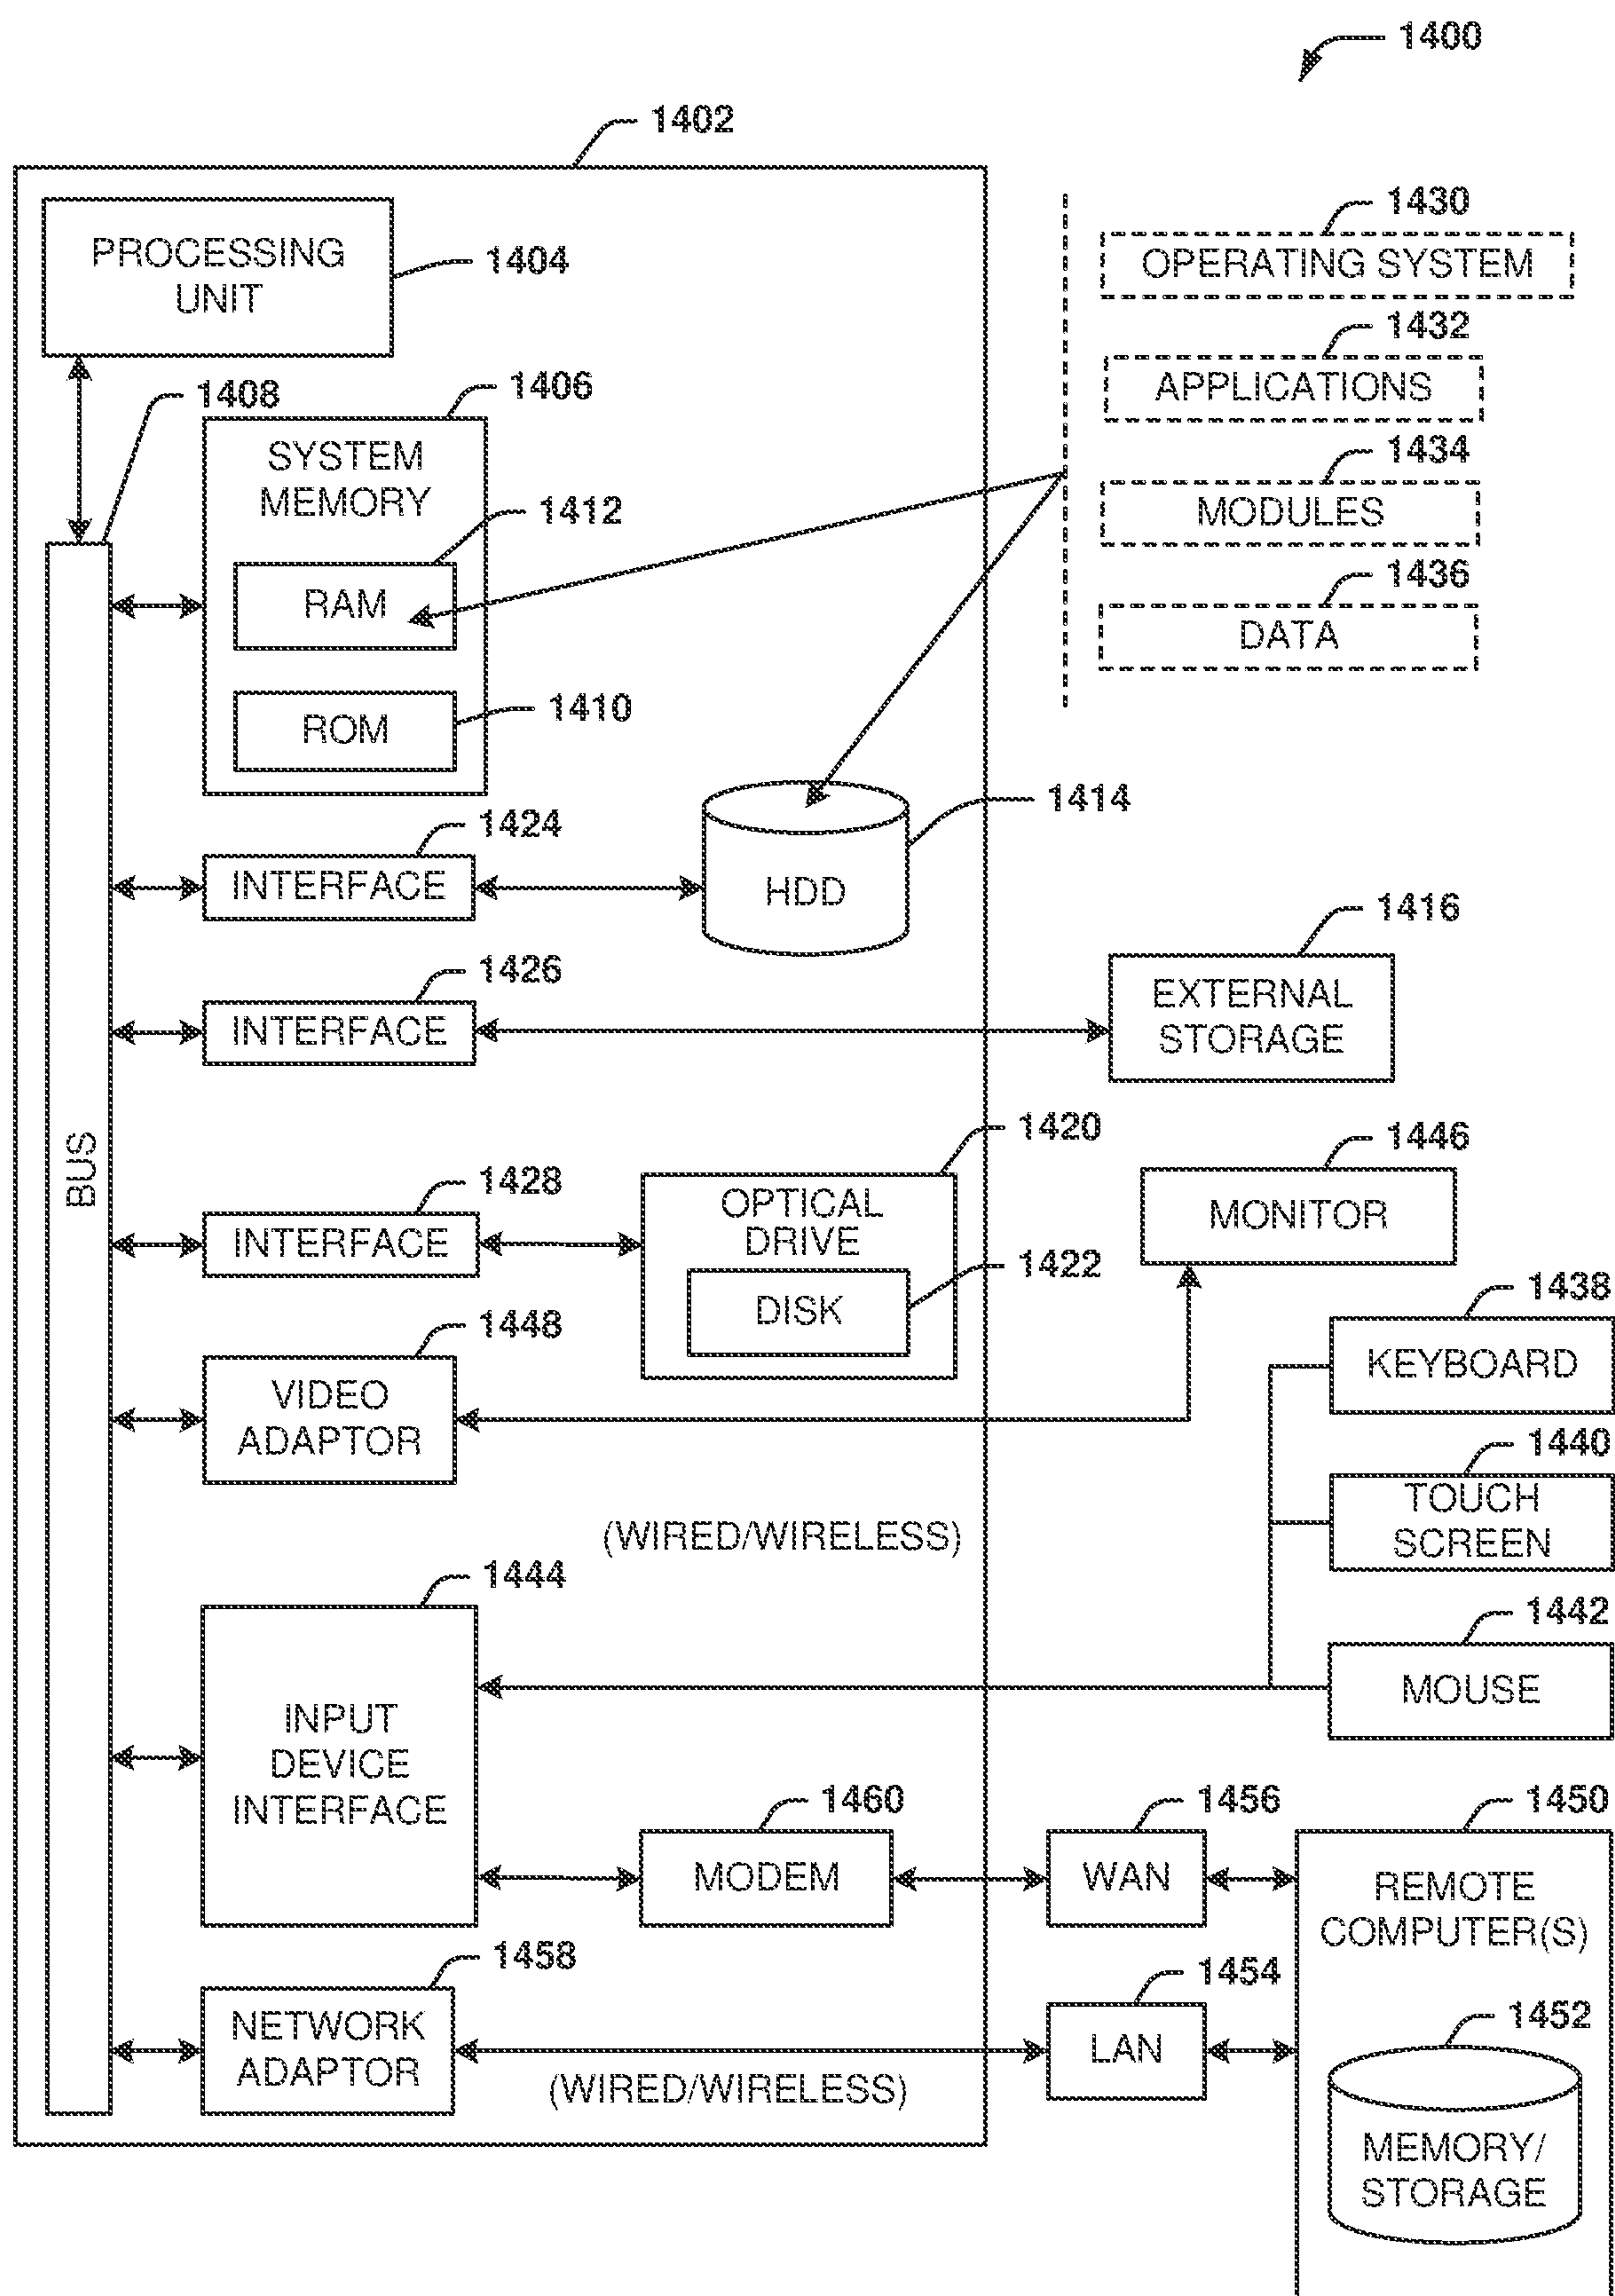 1400
1402
PROCESSING
UNIT
1404
1430
OPERATING SYSTEM
1432
APPLICATIONS
1434
MODULES
1436
DATA
1408
1406
SYSTEM
MEMORY
1412
RAM
1410
ROM
1414
HDD
1424
INTERFACE
1416
EXTERNAL
STORAGE
1426
INTERFACE
BUS
1420
OPTICAL
DRIVE
1422
DISK
1428
INTERFACE
1446
MONITOR
1448
VIDEO
ADAPTOR
1438
KEYBOARD
1440
TOUCH
SCREEN
(WIRED/WIRELESS)
1442
MOUSE
1444
INPUT
DEVICE
INTERFACE
1460
MODEM
1456
WAN
1450
REMOTE
COMPUTER(S)
1458
NETWORK
ADAPTOR
(WIRED/WIRELESS)
1454
LAN
1452
MEMORY/
STORAGE